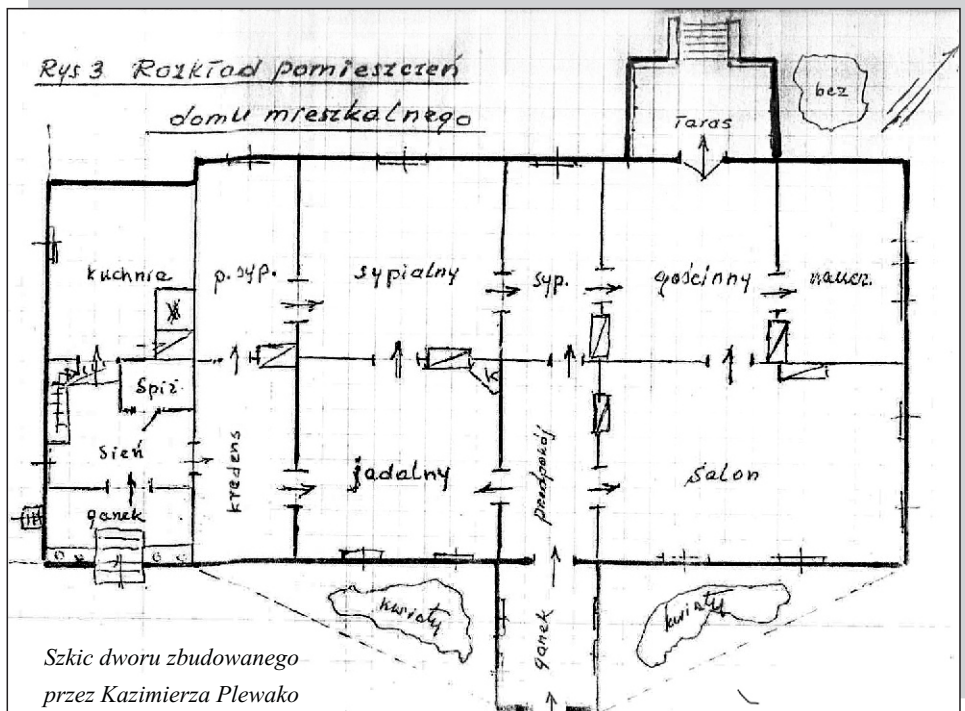 Rys 3 Rozkład pomieszczeń
domu mieszkalnego
bez
Taras
kuchnia
p. syp.
sypialny
syp.
gościnny
naucz.
Spiż.
K
sień
kredens
jadalny
przedpokój
salon
ganek
kwiaty
ganek
kwiaty
Szkic dworu zbudowanego
przez Kazimierza Plewako